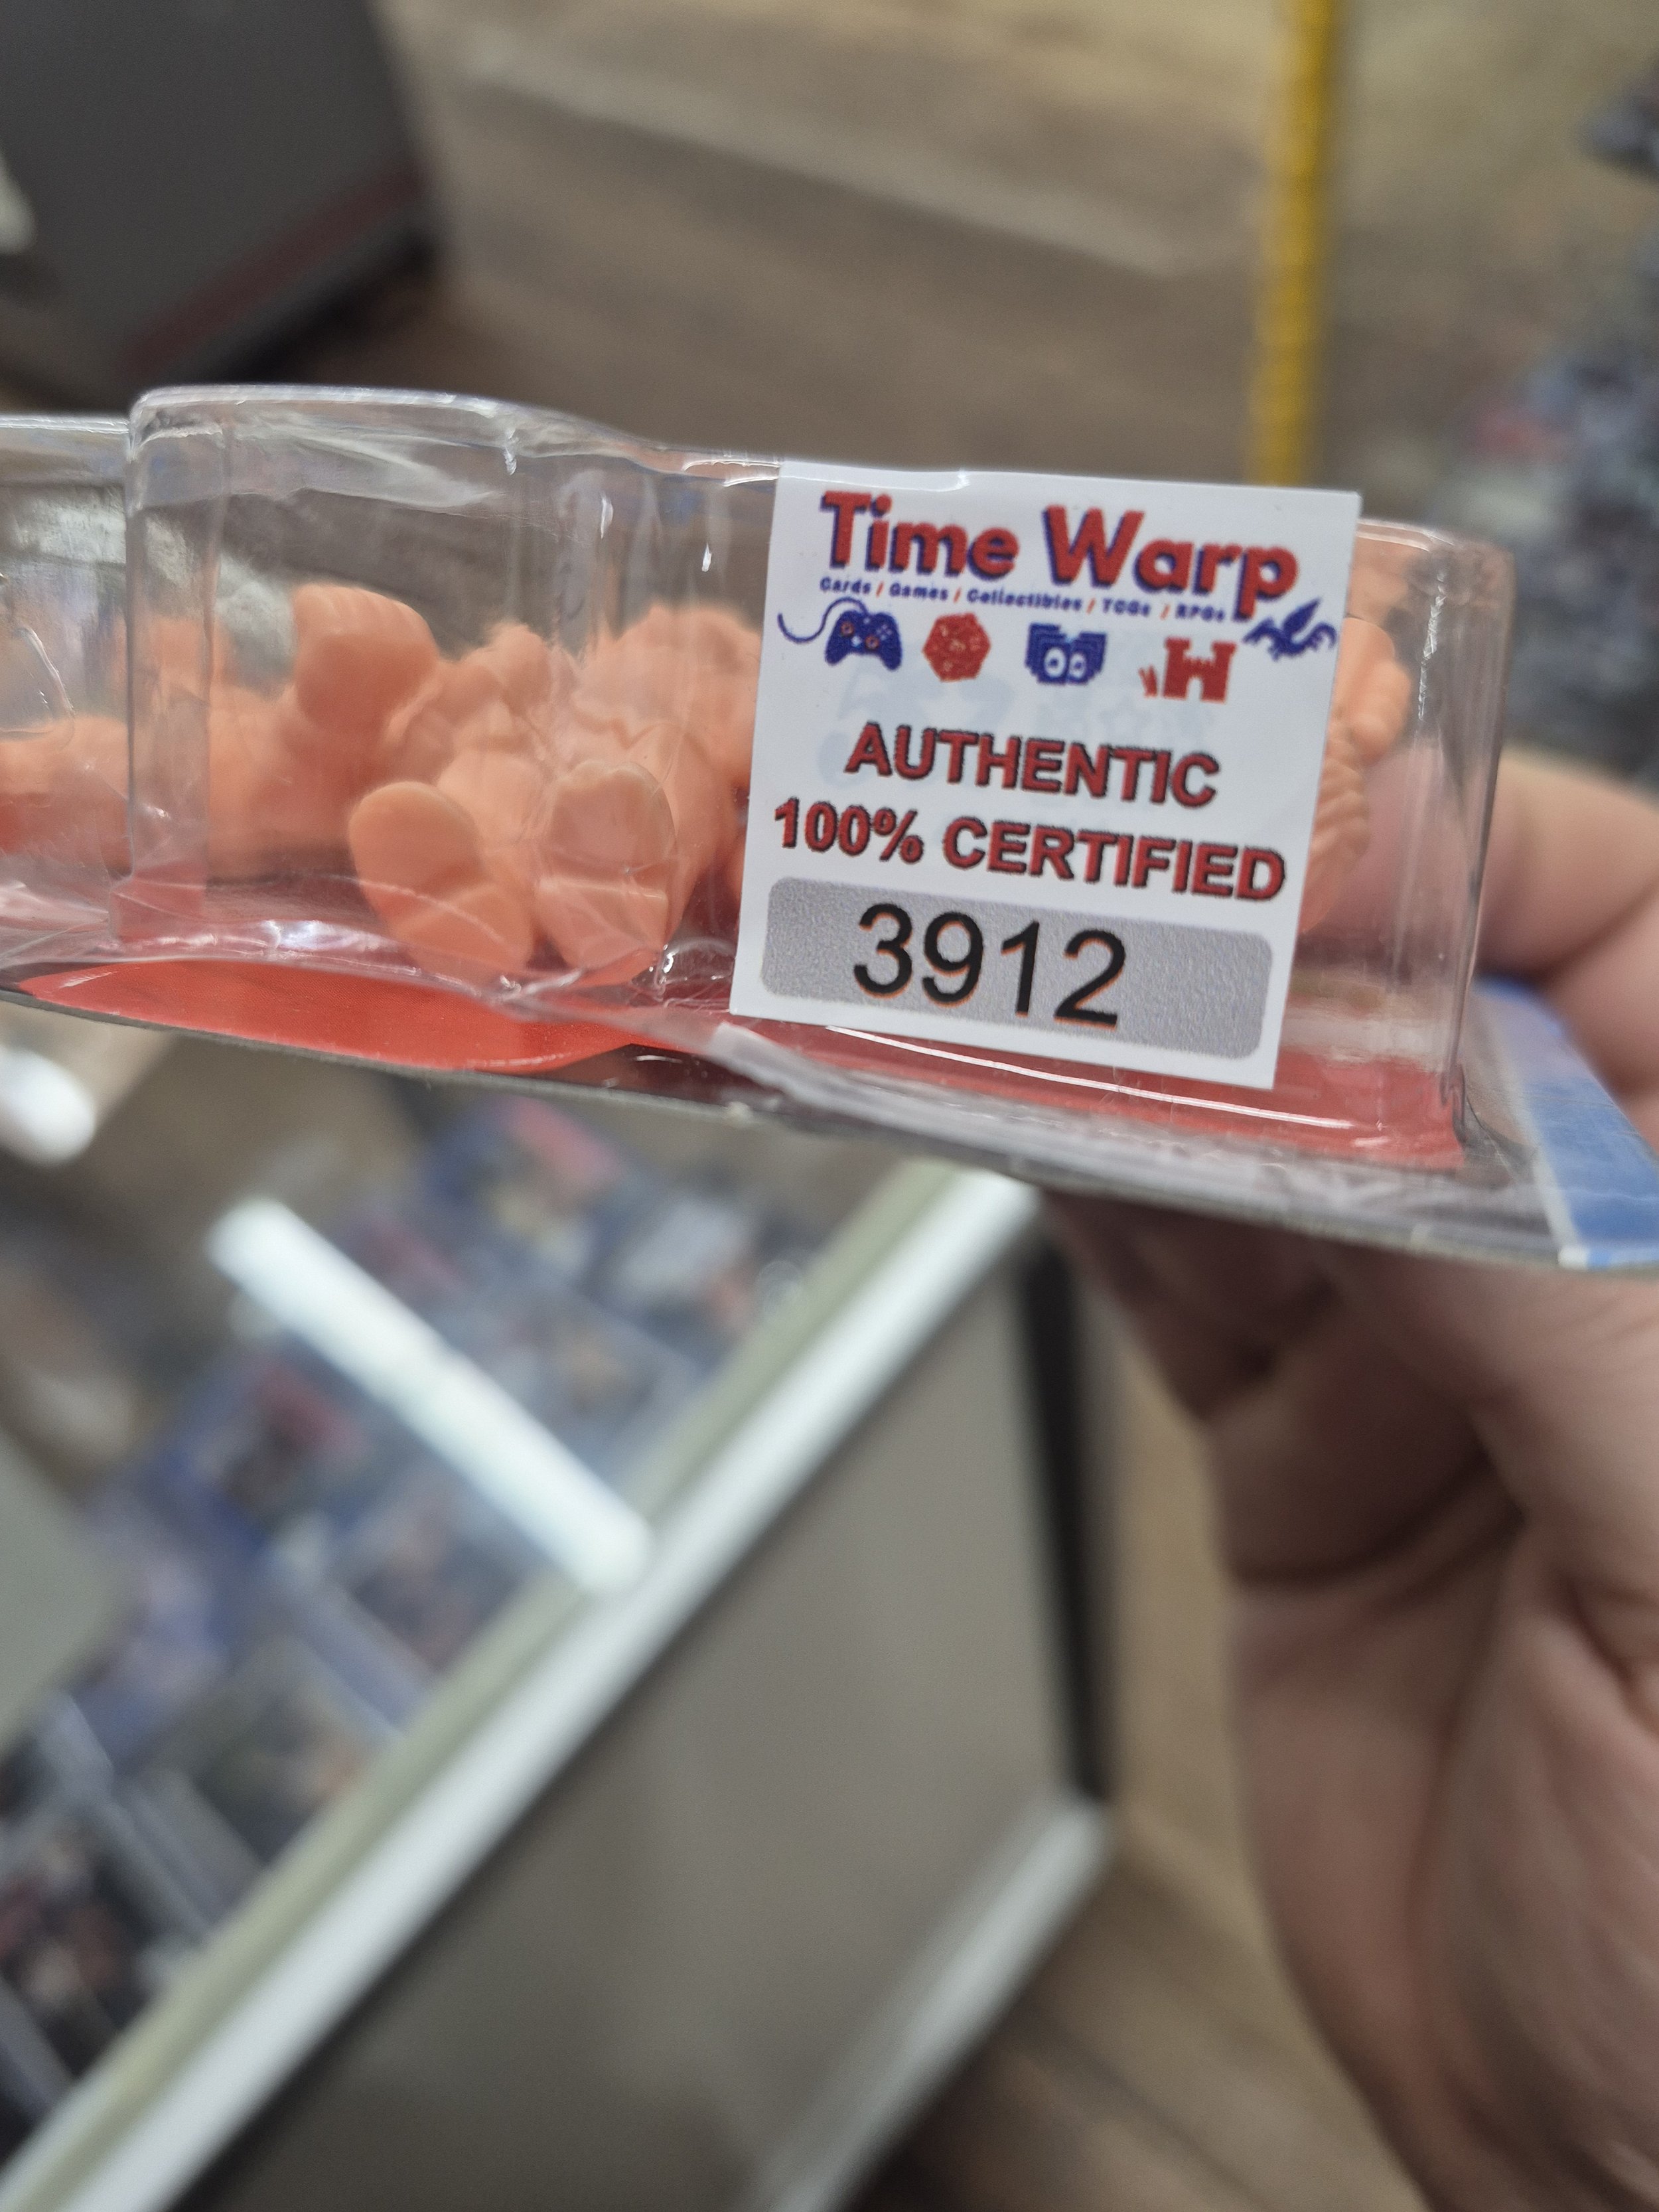 Time Warp
Cards / Games / Collectibles / TCGs / RPGs
AUTHENTIC
100% CERTIFIED
3912